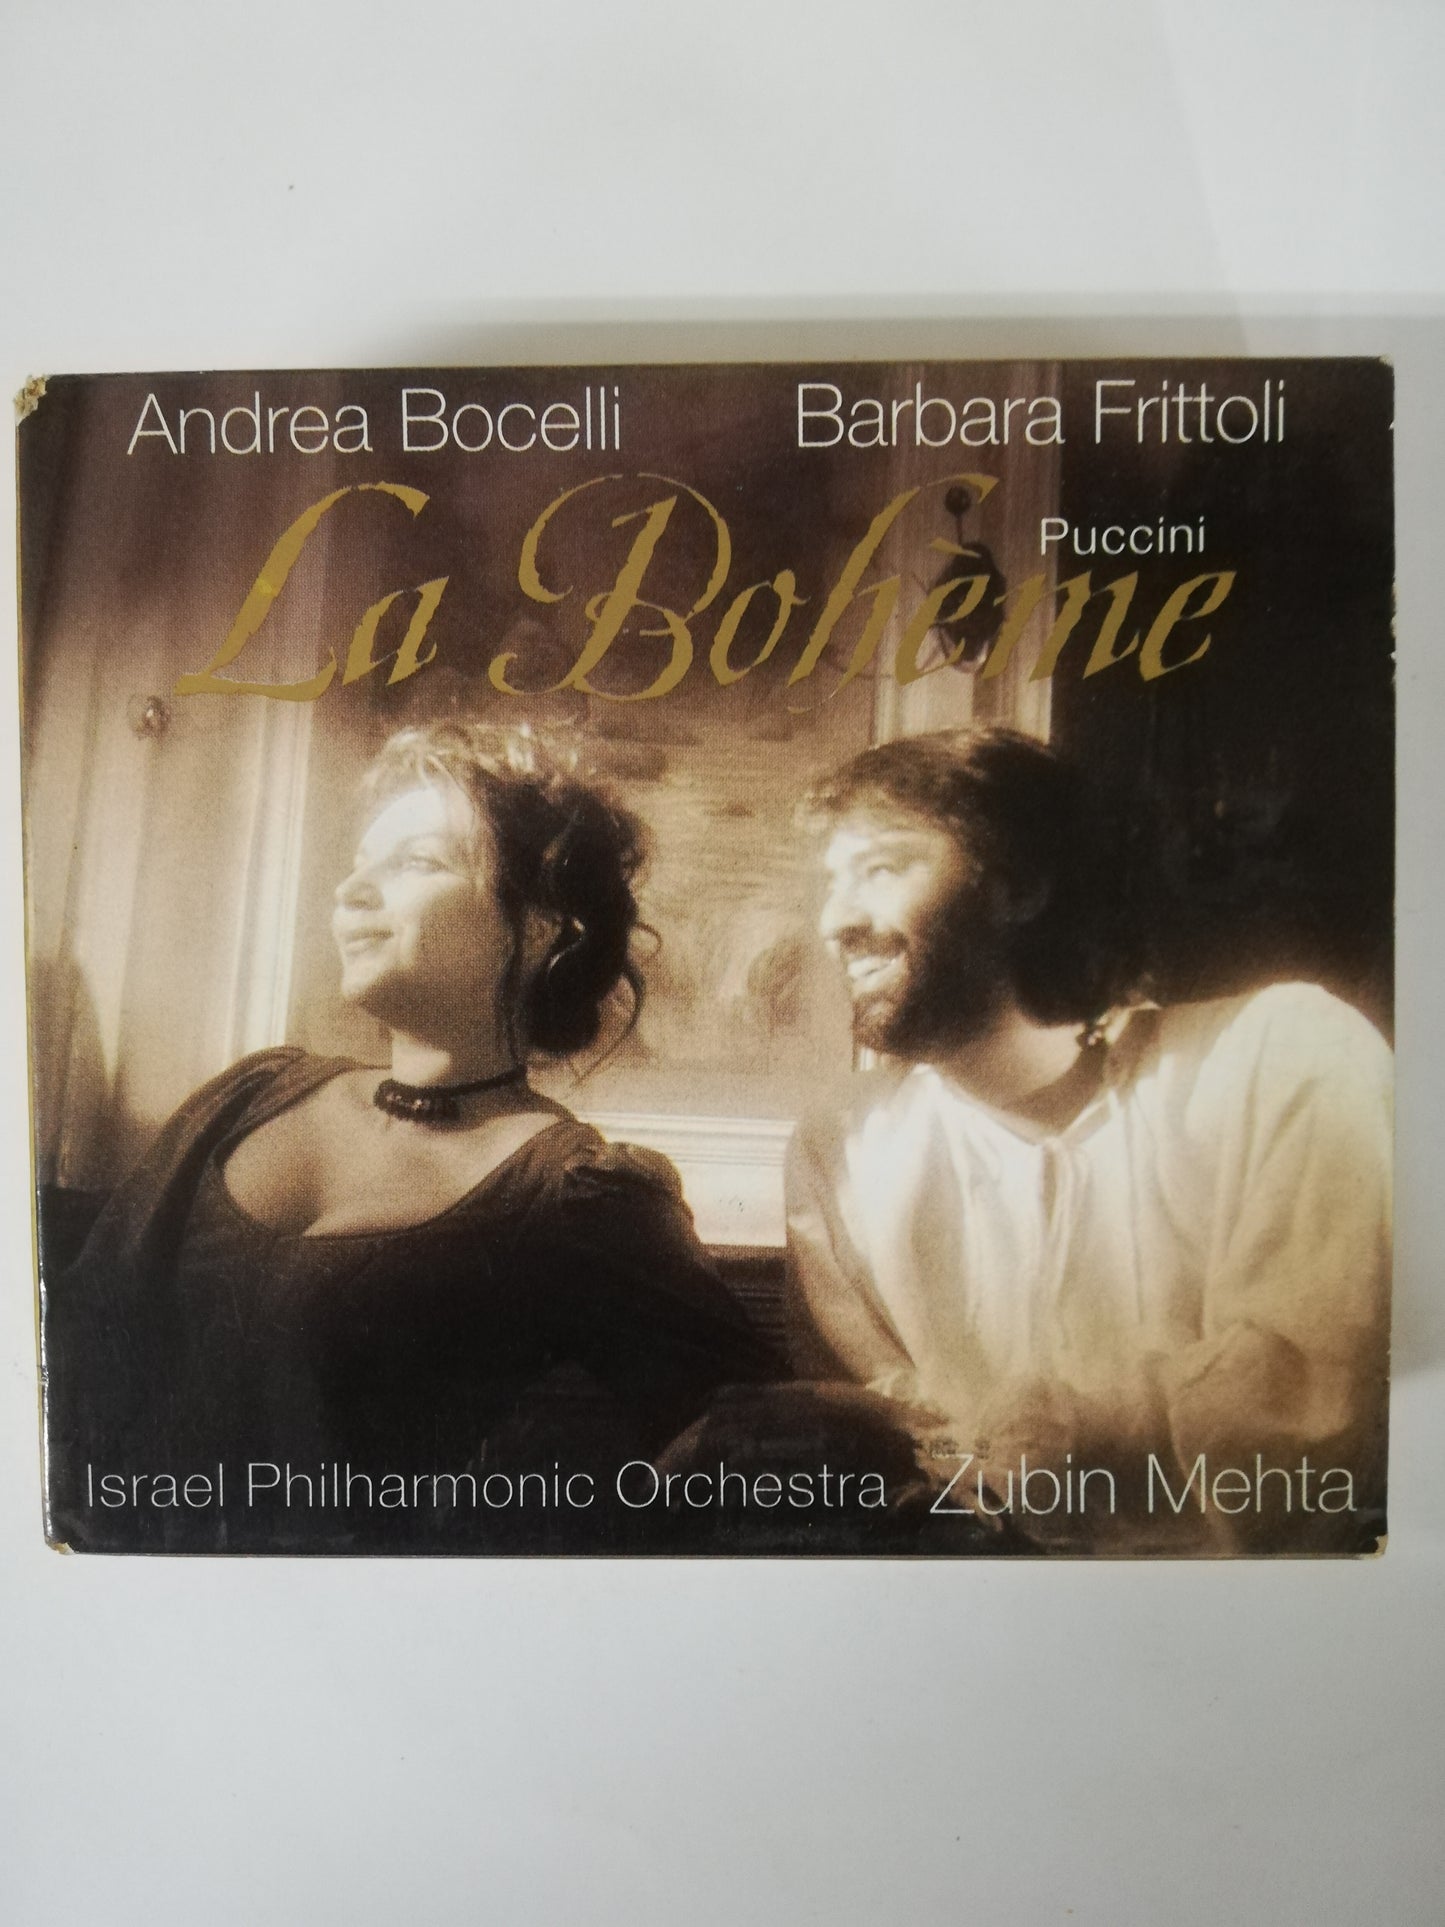 Andrea Bocelli
Barbara Frittoli
Puccini
La Bohème
Israel Philharmonic Orchestra
Zubin Mehta